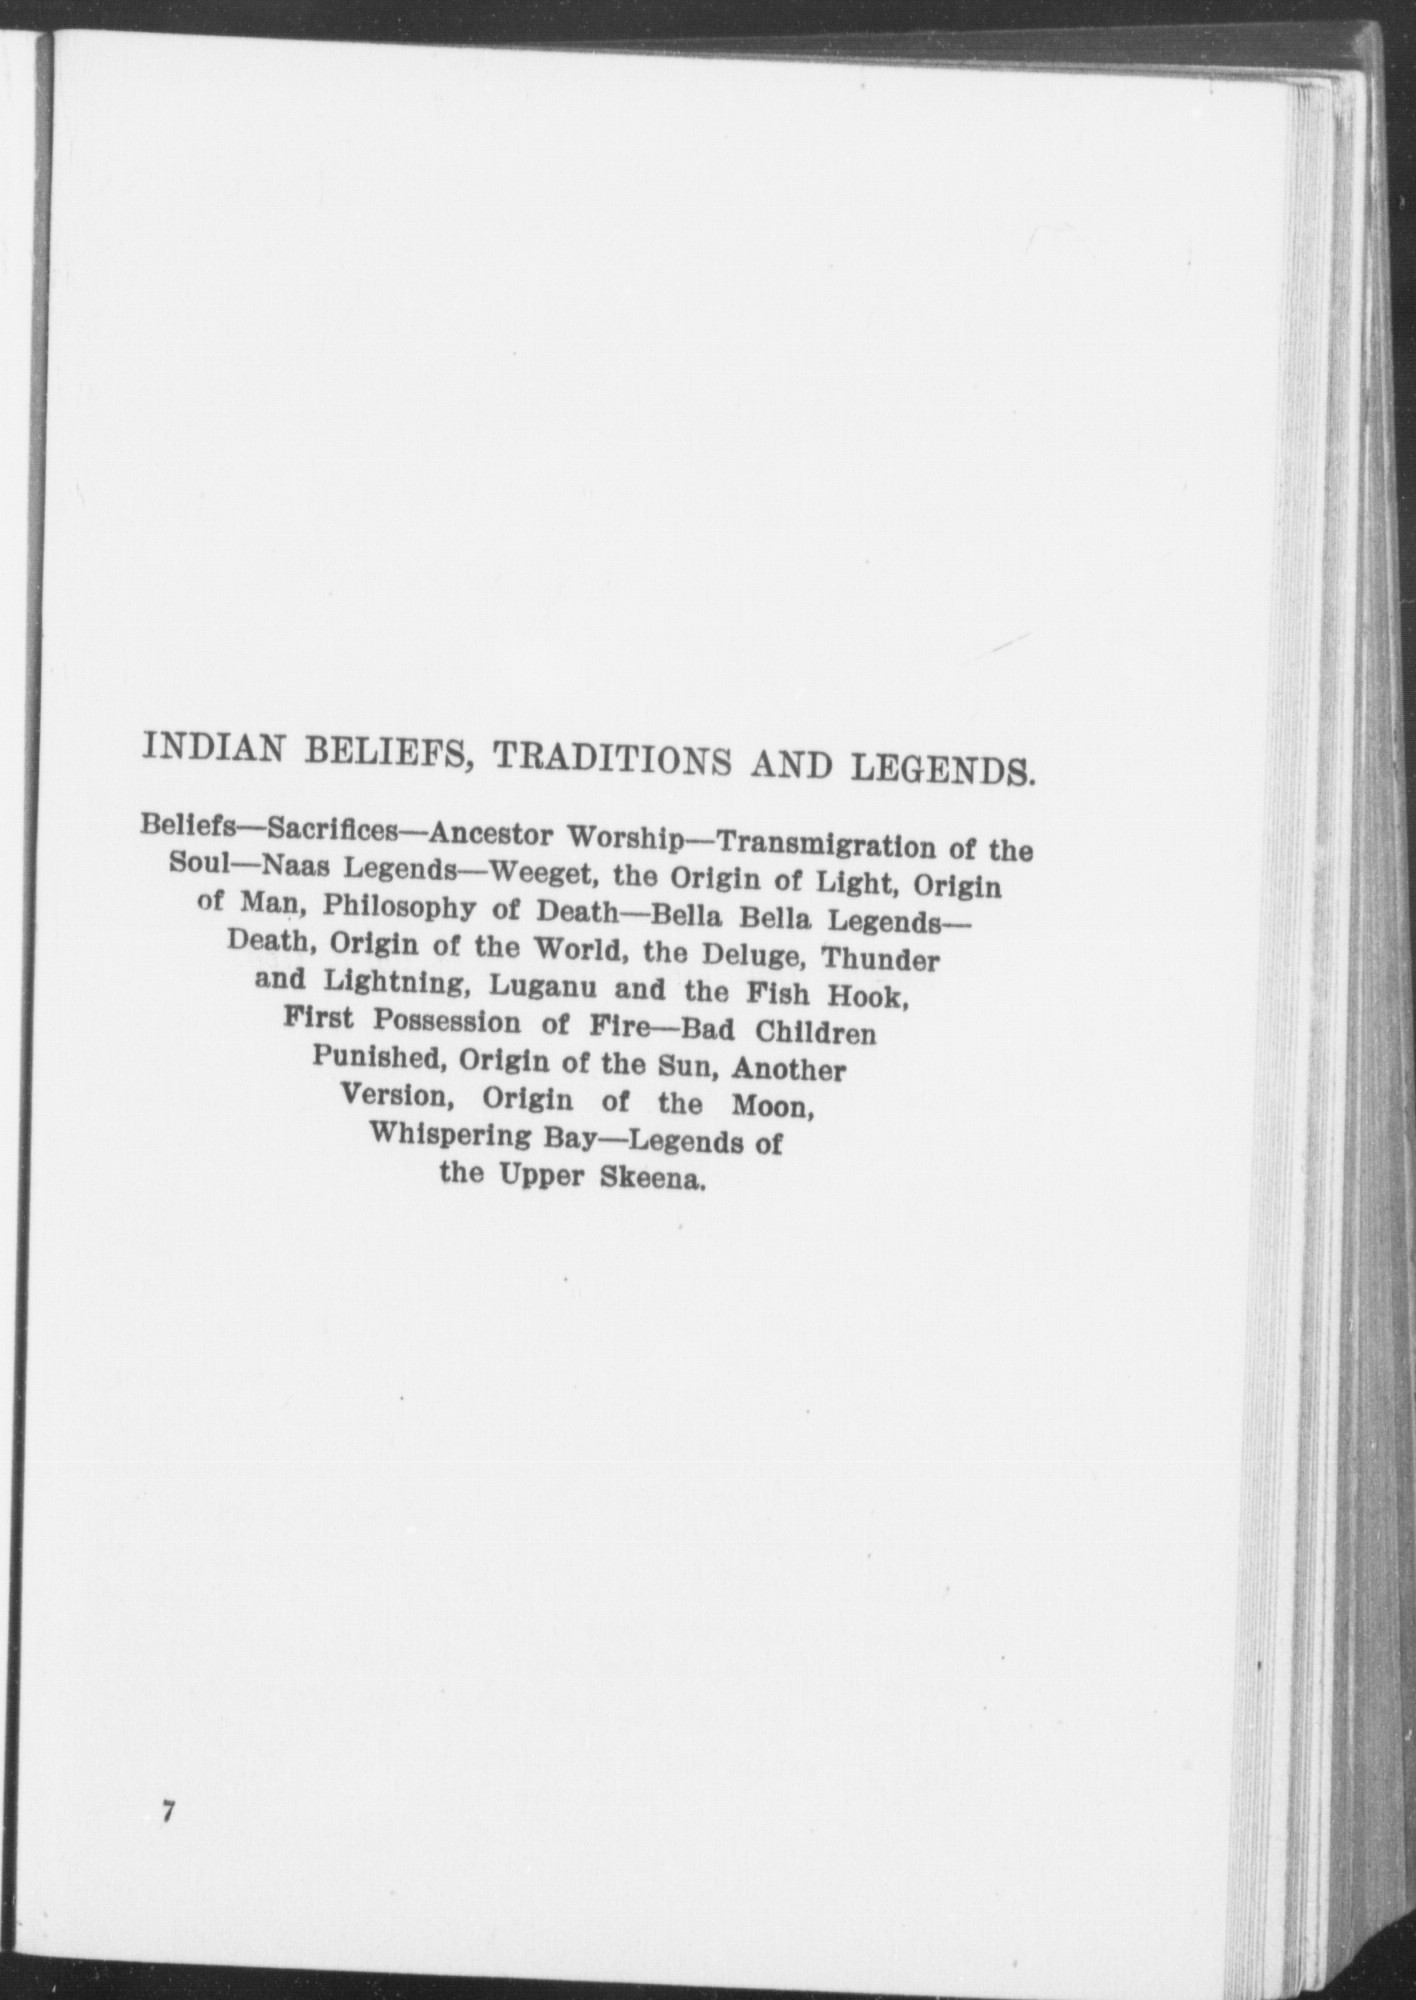 INDIAN BELIEFS, TRADITIONS AND LEGENDS.
Beliefs—Sacrifices—Ancestor Worship—Transmigration of the
Soul—Naas Legends—Weeget, the Origin of Light, Origin
of Man, Philosophy of Death—Bella Bella Legends—
Death, Origin of the World, the Deluge, Thunder
and Lightning, Luganu and the Fish Hook,
First Possession of Fire—Bad Children
Punished, Origin of the Sun, Another
Version, Origin of the Moon,
Whispering Bay—Legends of
the Upper Skeena.
7